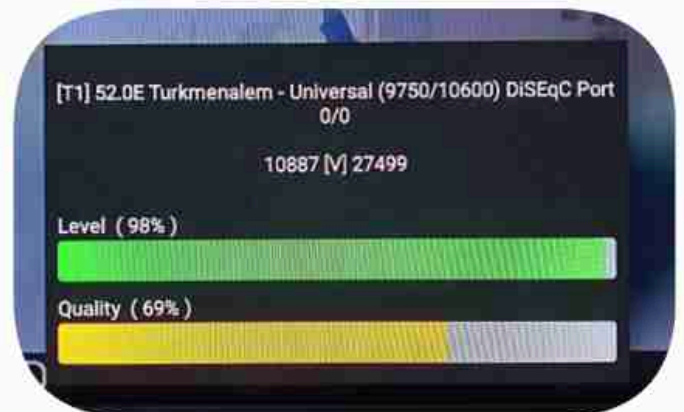 [T1] 52.0E Turkmenalem - Universal (9750/10600) DiSEqC Port
0/0
10887 [V] 27499
Level ( 98% )
Quality ( 69% )